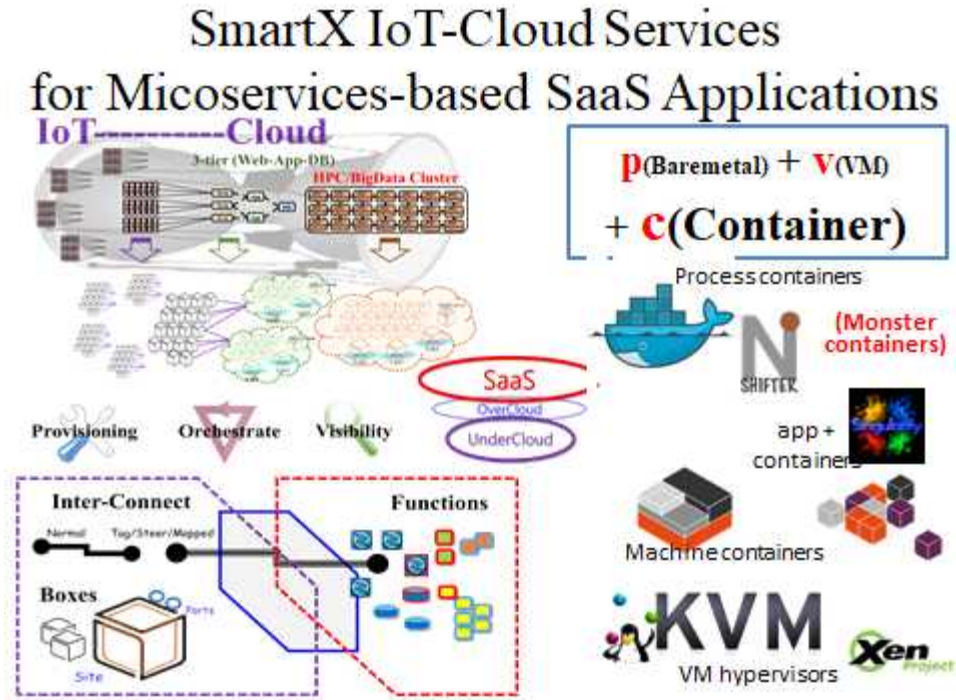 SmartX IoT-Cloud Services
for Micoservices-based SaaS Applications
IoT---------Cloud
3-tier (Web-App-DB)
HPC/BigData Cluster
p(Baremetal) + v(VM)
+ c(Container)
Process containers
(Monster
containers)
SHIFTER
SaaS
OverCloud
UnderCloud
Provisioning
Orchestrate
Visibility
app +
containers
Singularity
Inter-Connect
Functions
Normal
Tag/Steer/Mapped
Machine containers
Boxes
Ports
Site
KVM
Xen
Project
VM hypervisors